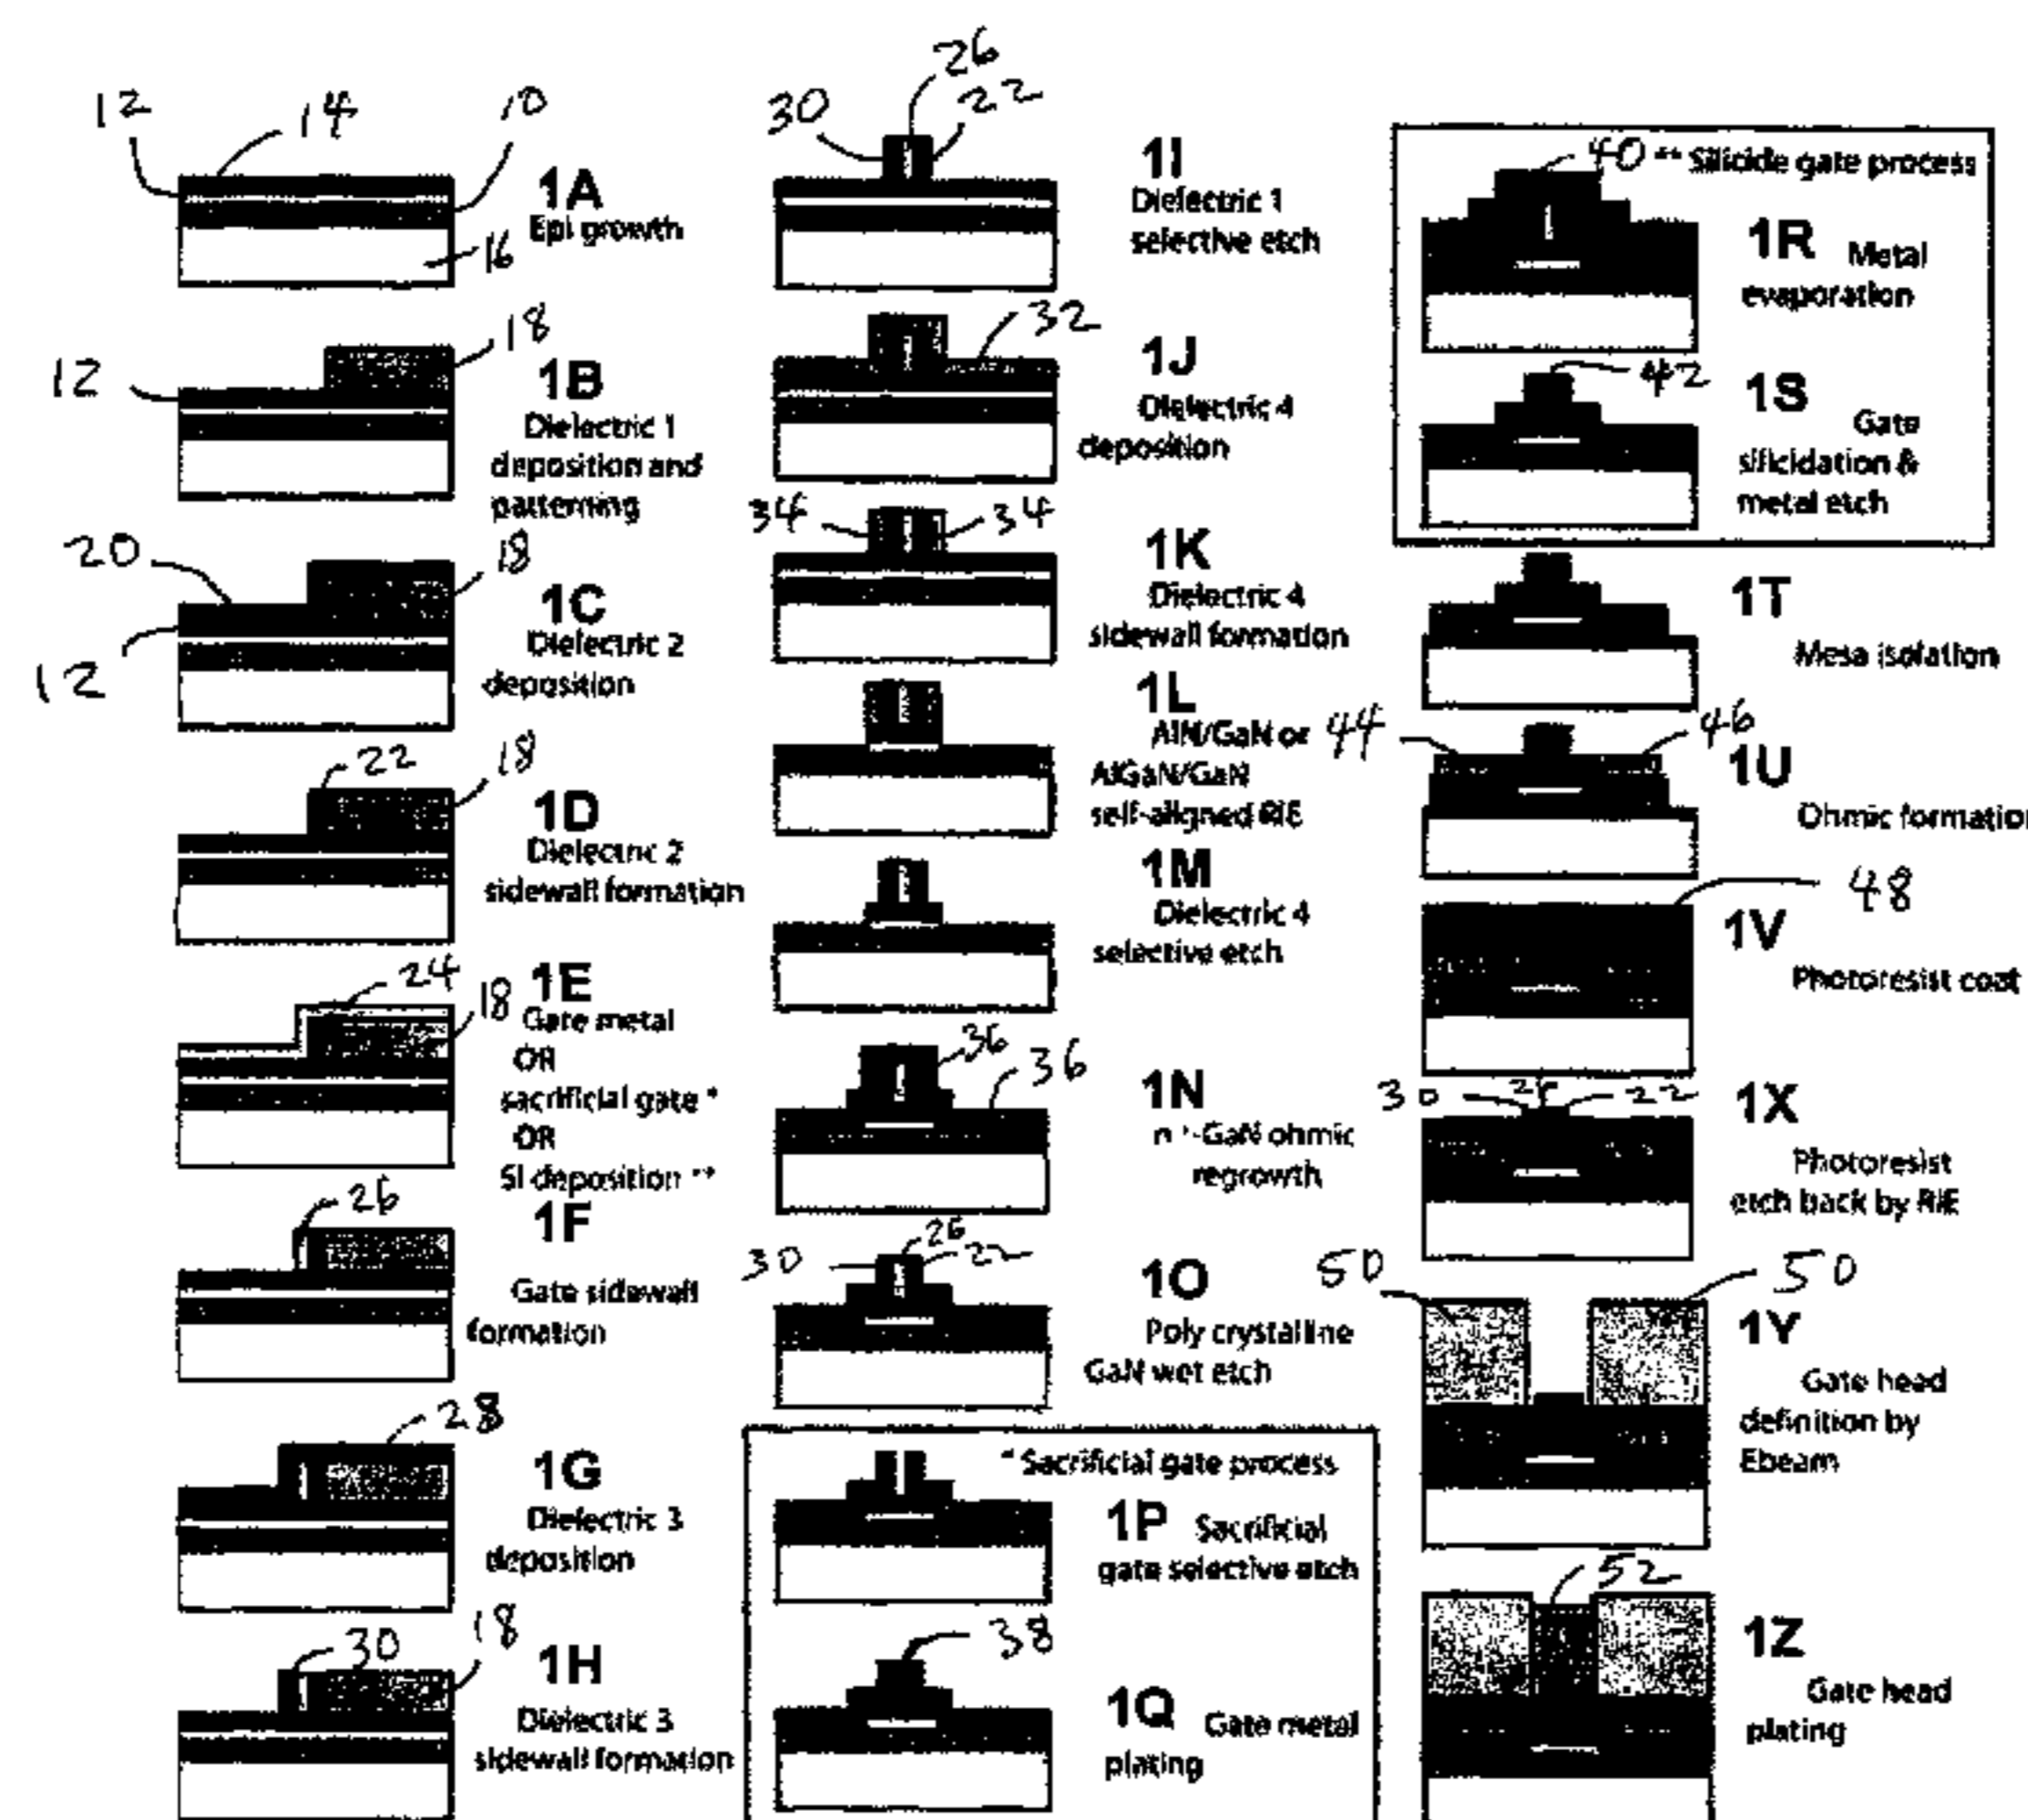 12
14
10
1A
Epi growth
16
18
12
1B
Dielectric 1
deposition and
patterning
20
18
12
1C
Dielectric 2
deposition
22
18
1D
Dielectric 2
sidewall formation
24
18
1E
Gate metal
OR
sacrificial gate *
OR
Si deposition **
26
1F
Gate sidewall
formation
28
1G
Dielectric 3
deposition
30
18
1H
Dielectric 3
sidewall formation
26
30
22
1I
Dielectric 1
selective etch
32
1J
Dielectric 4
deposition
34
34
1K
Dielectric 4
sidewall formation
1L
AlN/GaN or
AlGaN/GaN
self-aligned RIE
1M
Dielectric 4
selective etch
36
36
1N
n+-GaN ohmic
regrowth
26
30
22
1O
Poly crystalline
GaN wet etch
* Sacrificial gate process
1P Sacrificial
gate selective etch
38
1Q Gate metal
plating
40 ** Silicide gate process
1R Metal
evaporation
42
1S
Gate
silicidation &
metal etch
1T
Mesa isolation
44
46
1U
Ohmic formation
48
1V
Photoresist coat
30
26
22
1X
Photoresist
etch back by RIE
50
50
1Y
Gate head
definition by
Ebeam
52
1Z
Gate head
plating